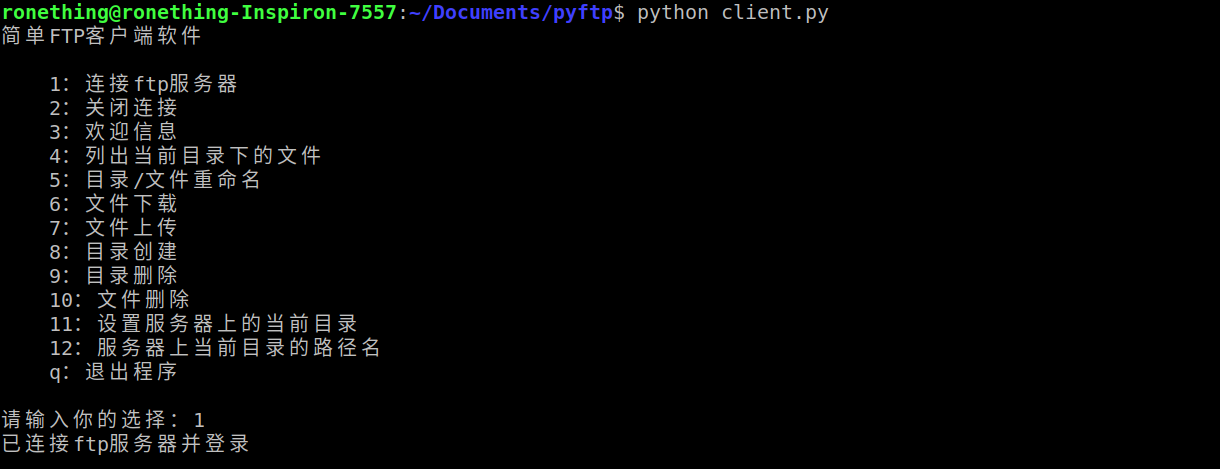 ronething@ronething-Inspiron-7557:~/Documents/pyftp$ python client.py
简单FTP客户端软件
1：连接ftp服务器
2：关闭连接
3：欢迎信息
4：列出当前目录下的文件
5：目录/文件重命名
6：文件下载
7：文件上传
8：目录创建
9：目录删除
10：文件删除
11：设置服务器上的当前目录
12：服务器上当前目录的路径名
q：退出程序
请输入你的选择：1
已连接ftp服务器并登录